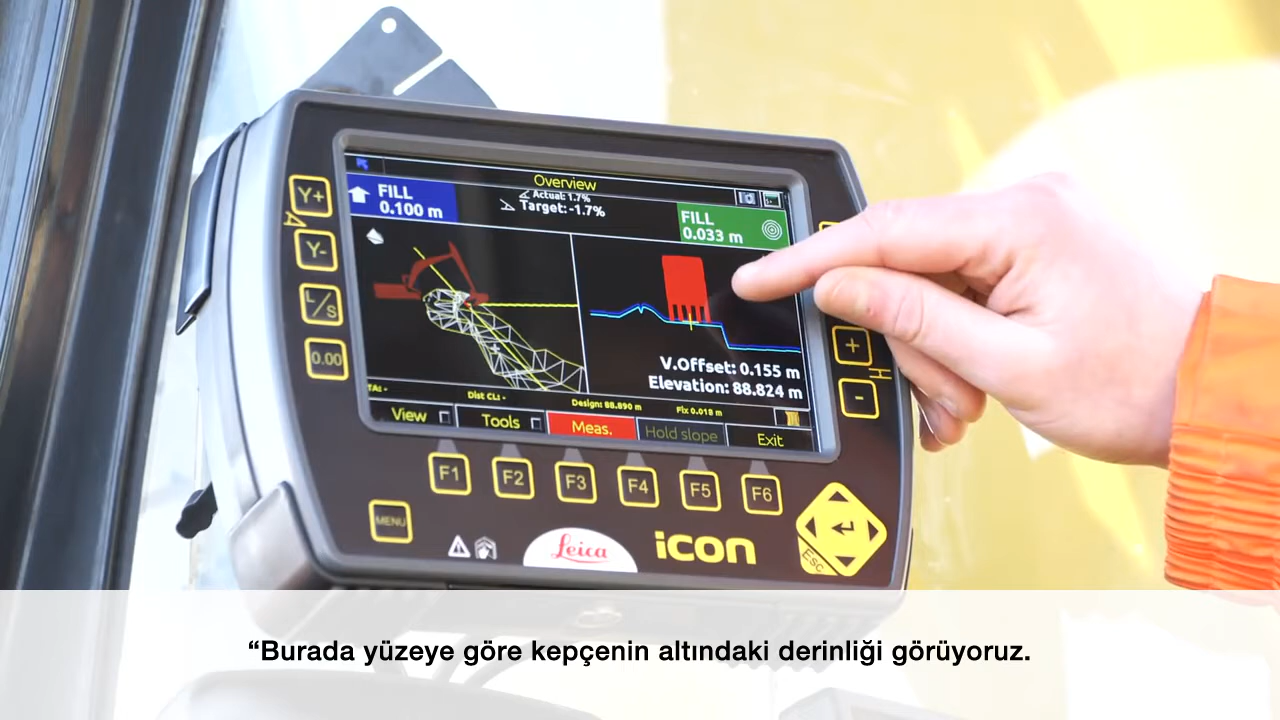 Overview
FILL
0.100 m
Actual: 1.7%
Target: -1.7%
FILL
0.033 m
V.Offset: 0.155 m
Elevation: 88.824 m
TA: -
Dist CL: -
Design: 88.890 m
Fix 0.018 m
View
Tools
Meas.
Hold slope
Exit
Y+
Y-
L/S
0.00
+
H
-
F1
F2
F3
F4
F5
F6
MENU
Leica
icon
ESC
“Burada yüzeye göre kepçenin altındaki derinliği görüyoruz.